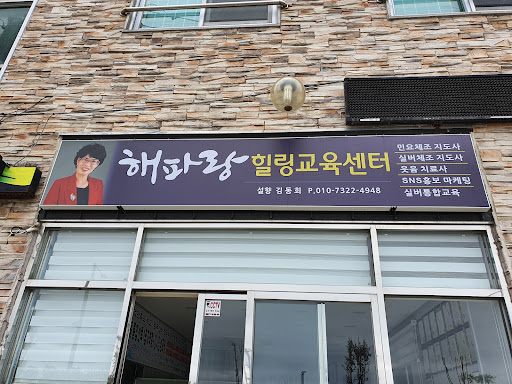 해파랑 힐링교육센터
설향 김동희 P.010-7322-4948
민요체조 지도사
실버체조 지도사
웃음 치료사
SNS홍보 마케팅
실버통합교육
CCTV